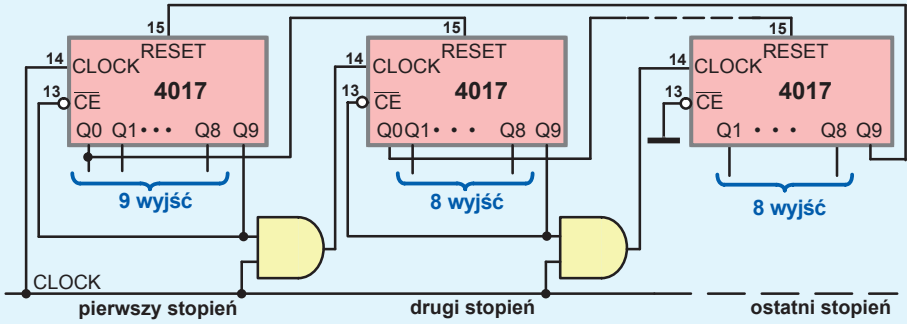 15 15 15
RESET RESET RESET
14 CLOCK 14 CLOCK 14 CLOCK
4017 4017 4017
13 CE 13 CE 13 CE
Q0 Q1 • • • Q8 Q9 Q0 Q1 • • • Q8 Q9 Q1 • • • Q8 Q9
9 wyjść 8 wyjść 8 wyjść
CLOCK
pierwszy stopień drugi stopień ostatni stopień